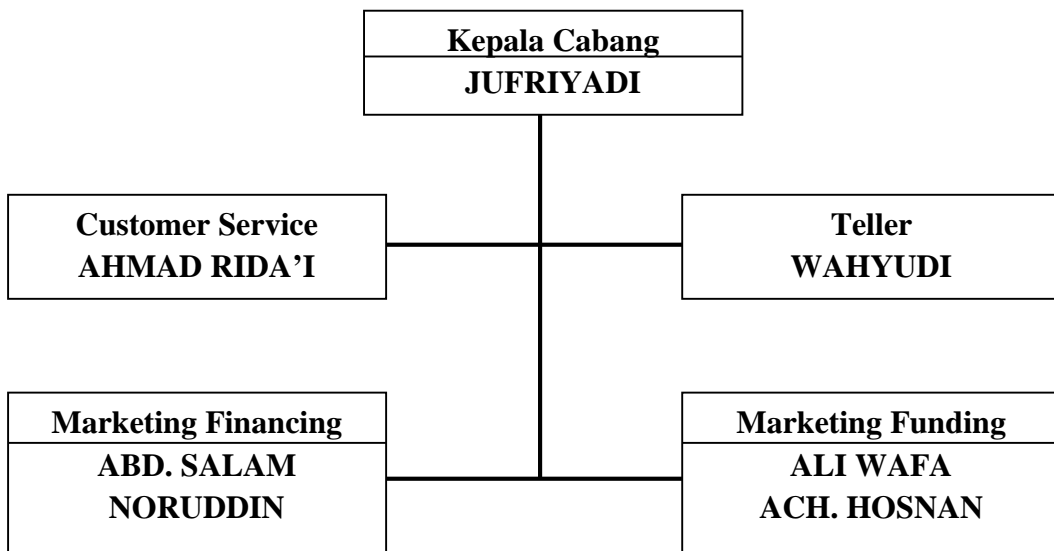 Kepala Cabang
JUFRIYADI
Customer Service
AHMAD RIDA’I
Teller
WAHYUDI
Marketing Financing
ABD. SALAM
NORUDDIN
Marketing Funding
ALI WAFA
ACH. HOSNAN